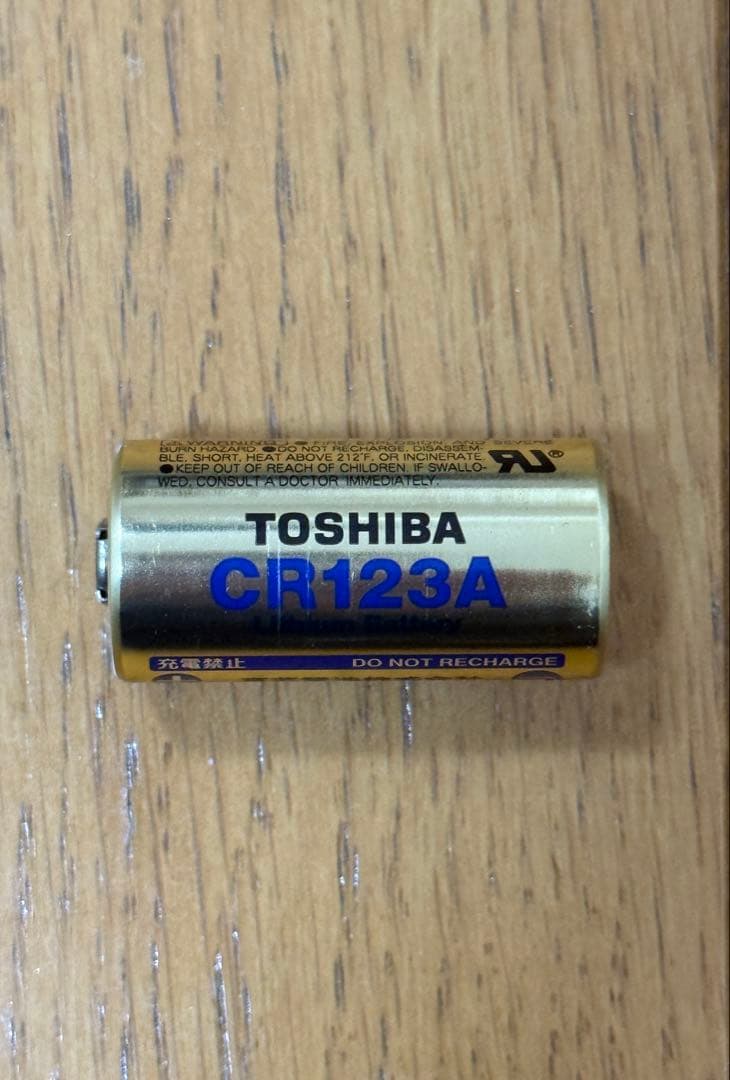 ⚠WARNING ●FIRE, EXPLOSION, AND SEVERE
BURN HAZARD. ●DO NOT RECHARGE, DISASSEM-
BLE, SHORT, HEAT ABOVE 212°F, OR INCINERATE.
●KEEP OUT OF REACH OF CHILDREN. IF SWALLO-
WED, CONSULT A DOCTOR IMMEDIATELY.
TOSHIBA
CR123A
Lithium Battery
充電禁止 DO NOT RECHARGE